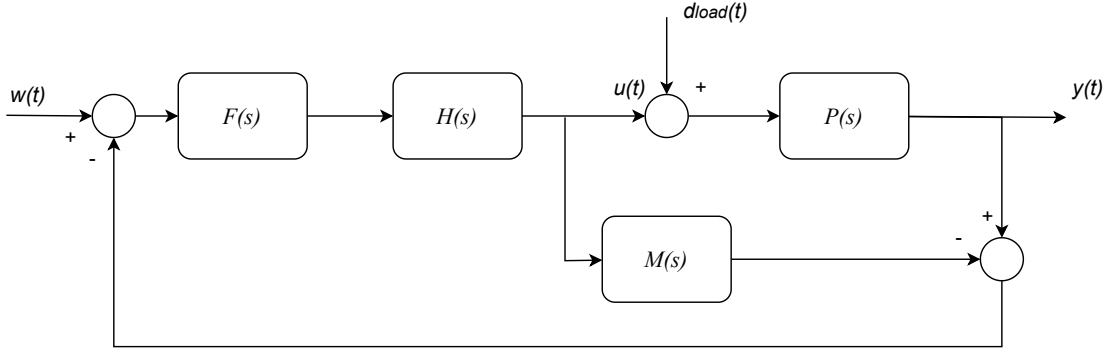 dload(t)
w(t)
+
-
F(s)
H(s)
u(t)
+
P(s)
y(t)
M(s)
-
+